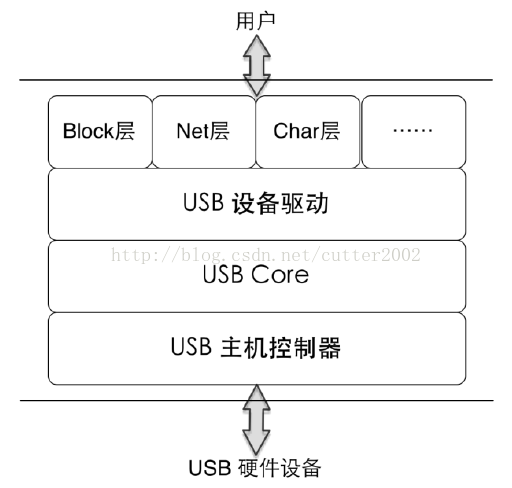 用户
Block层 Net层 Char层 ……
USB 设备驱动
http://blog.csdn.net/cutter2002
USB Core
USB 主机控制器
USB 硬件设备